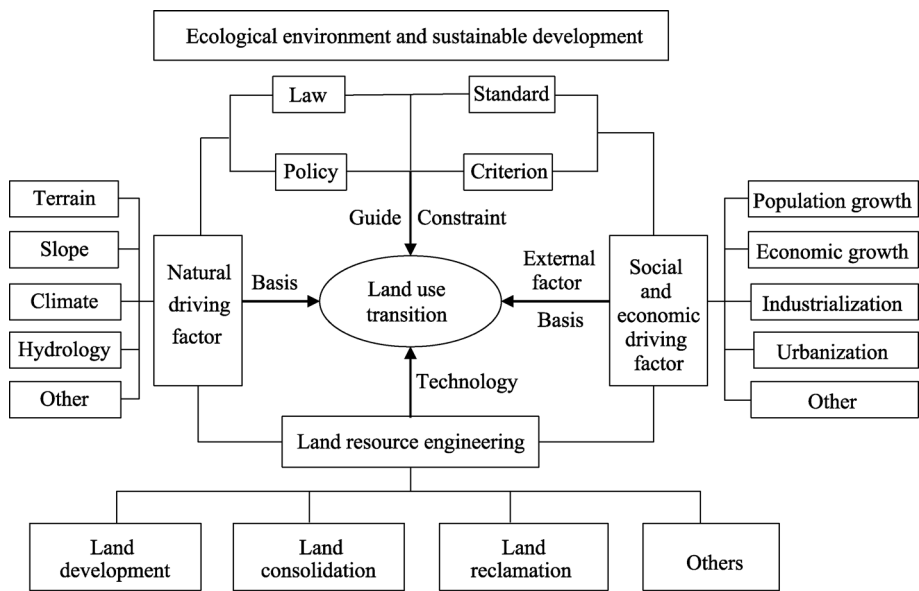 Ecological environment and sustainable development
Law
Standard
Policy
Criterion
Guide
Constraint
Terrain
Slope
Climate
Hydrology
Other
Natural
driving
factor
Basis
Land use
transition
External
factor
Basis
Social
and
economic
driving
factor
Population growth
Economic growth
Industrialization
Urbanization
Other
Technology
Land resource engineering
Land
development
Land
consolidation
Land
reclamation
Others